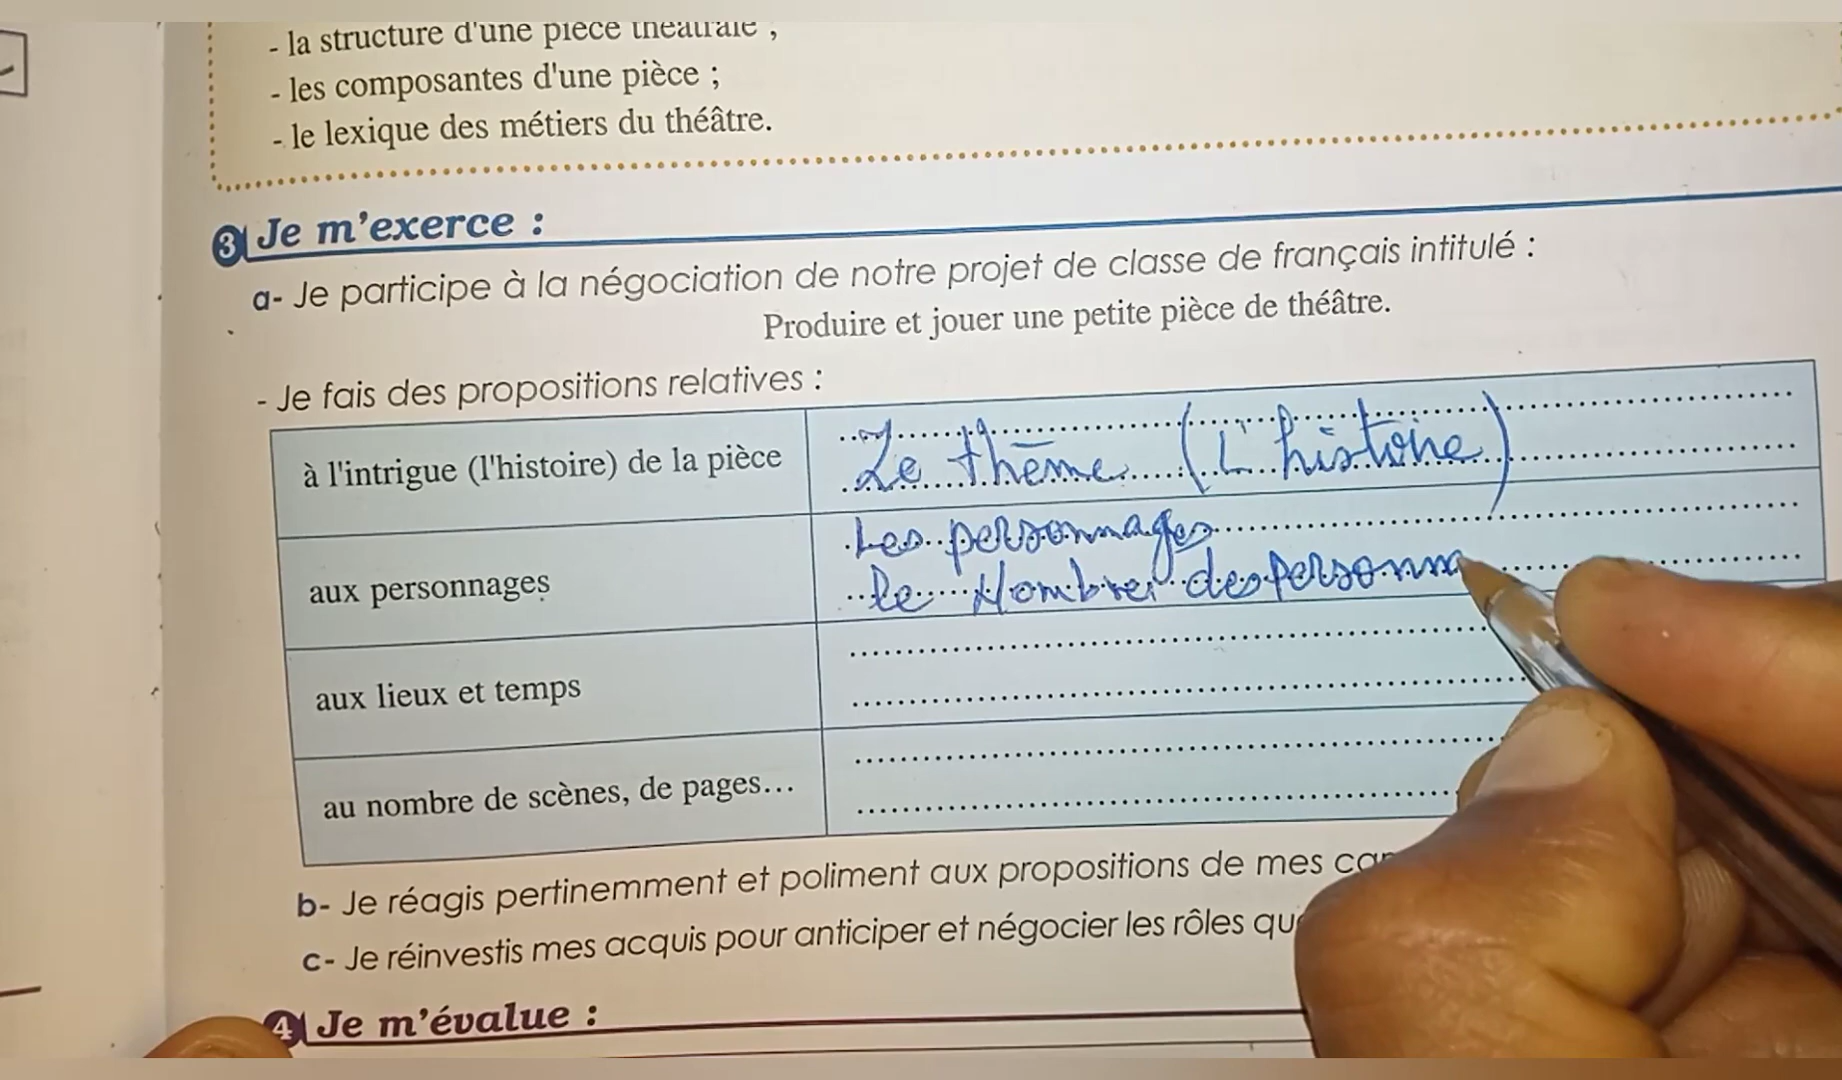 - la structure d'une pièce théâtrale ;
- les composantes d'une pièce ;
- le lexique des métiers du théâtre.
3 Je m'exerce :
a- Je participe à la négociation de notre projet de classe de français intitulé :
Produire et jouer une petite pièce de théâtre.
- Je fais des propositions relatives :
à l'intrigue (l'histoire) de la pièce
Le thème (L'histoire)
aux personnages
Les personnages
le Nombre des personna
aux lieux et temps
au nombre de scènes, de pages...
b- Je réagis pertinemment et poliment aux propositions de mes
c- Je réinvestis mes acquis pour anticiper et négocier les rôles
4 Je m'évalue :